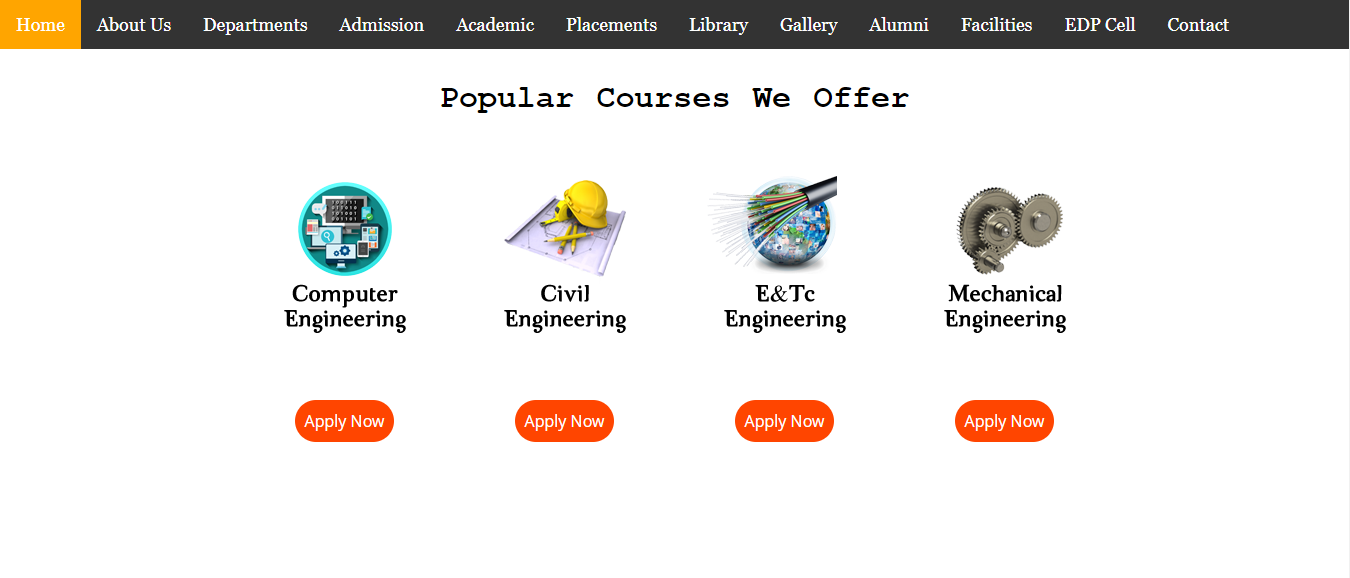 Home About Us Departments Admission Academic Placements Library Gallery Alumni Facilities EDP Cell Contact
Popular Courses We Offer
Computer
Engineering
Civil
Engineering
E&Tc
Engineering
Mechanical
Engineering
Apply Now Apply Now Apply Now Apply Now